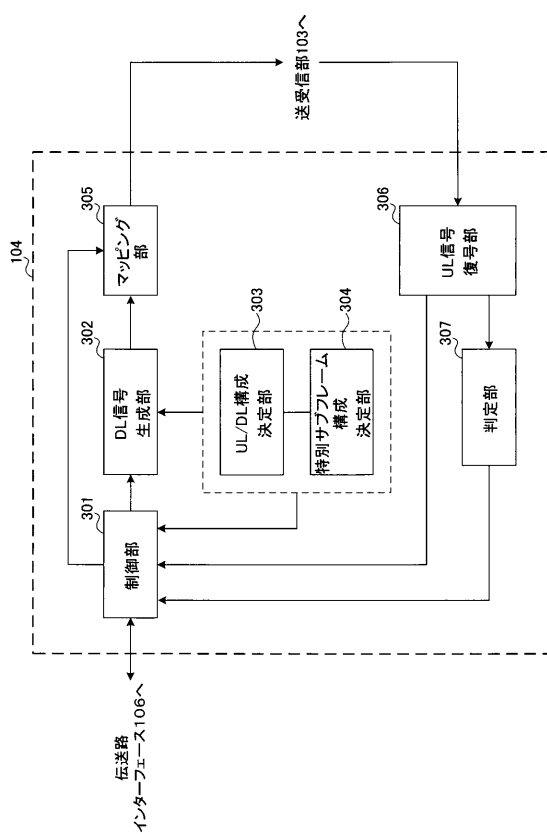 104
伝送路
インターフェース106へ
301
制御部
302
DL信号
生成部
305
マッピング
部
送受信部103へ
303
UL/DL構成
決定部
304
特別サブフレーム
構成
決定部
306
UL信号
復号部
307
判定部